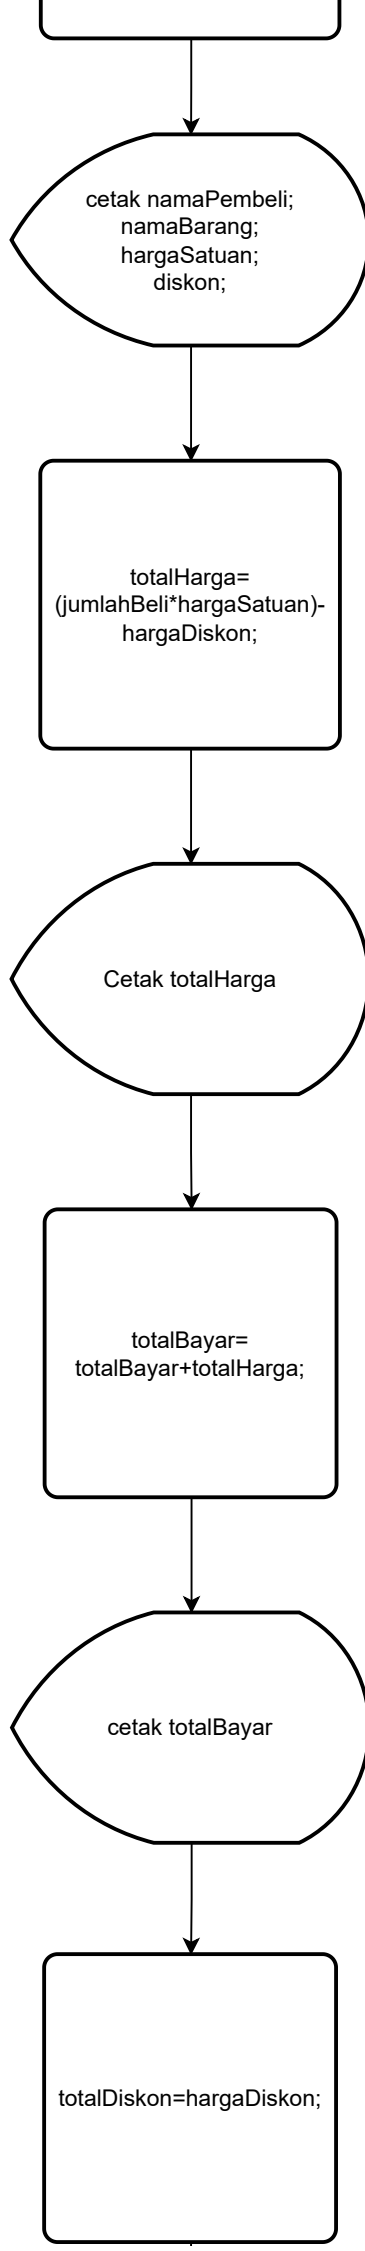 cetak namaPembeli;
namaBarang;
hargaSatuan;
diskon;
totalHarga=
(jumlahBeli*hargaSatuan)-
hargaDiskon;
Cetak totalHarga
totalBayar=
totalBayar+totalHarga;
cetak totalBayar
totalDiskon=hargaDiskon;